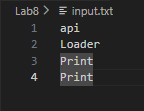 Lab8 > input.txt
1 api
2 Loader
3 Print
4 Print